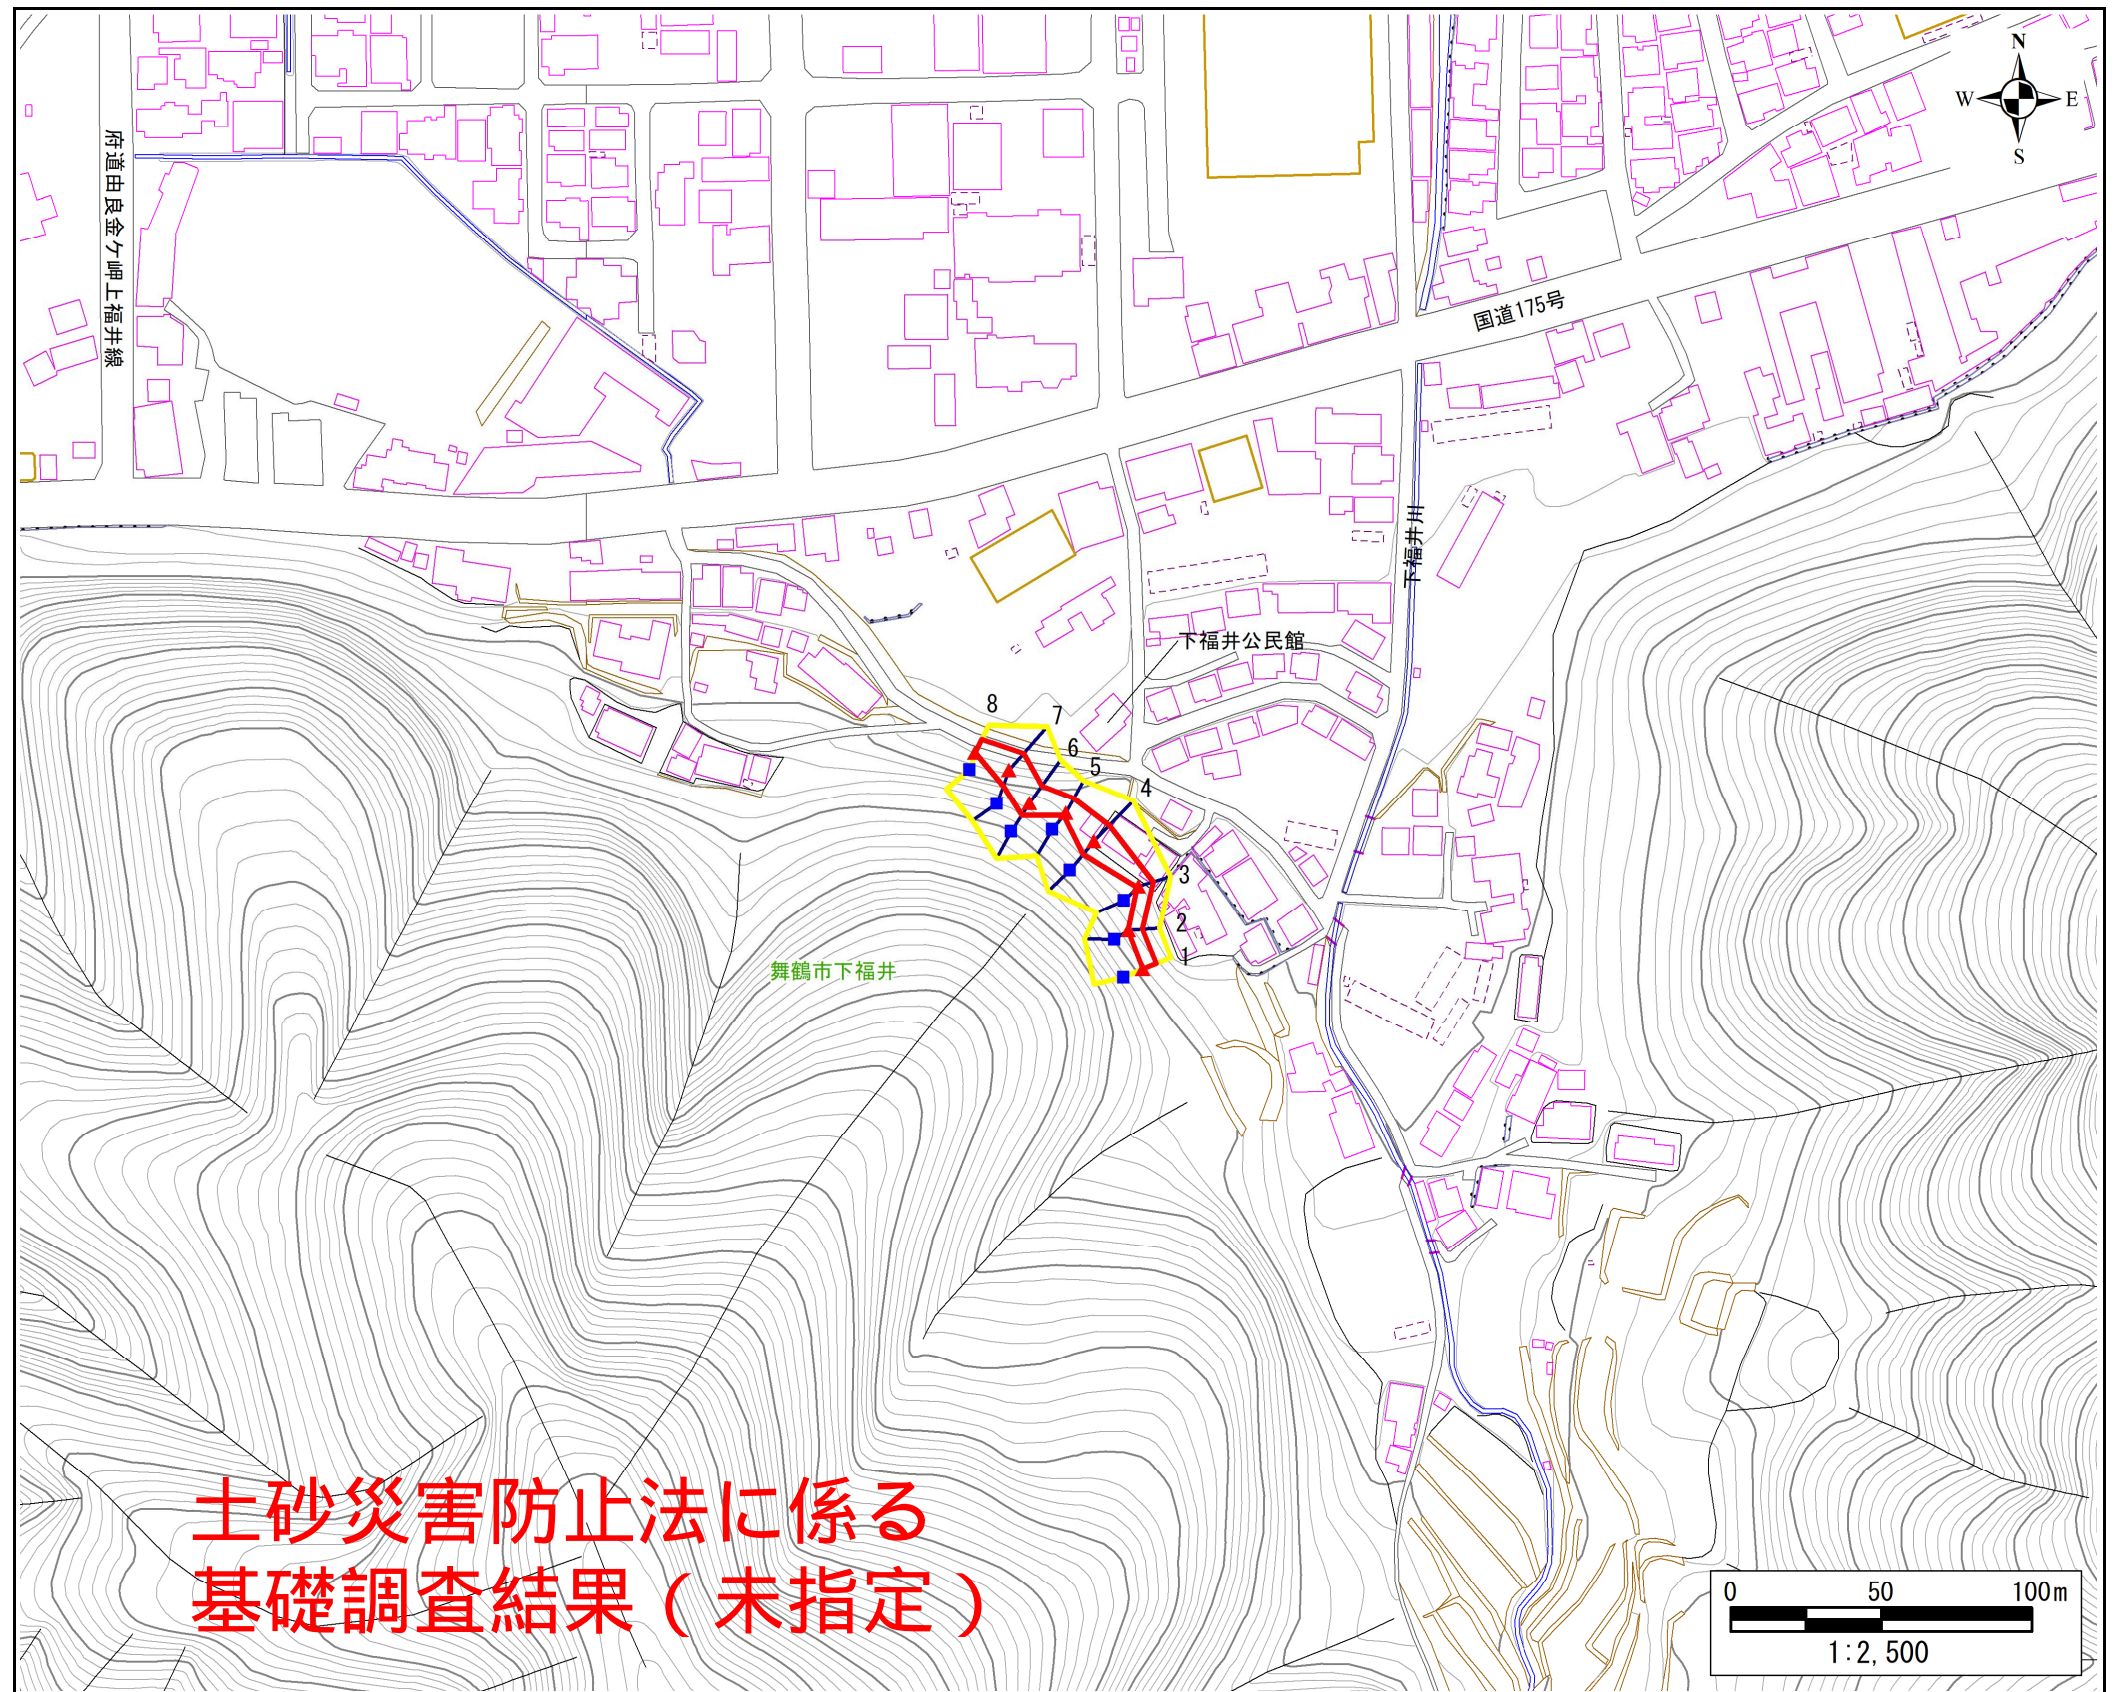 N
W E
S
府道由良金ケ岬上福井線
国道175号
下福井川
下福井公民館
8
7
6
5
4
3
2
1
舞鶴市下福井
土砂災害防止法に係る
基礎調査結果（未指定）
0 50 100m
1:2,500